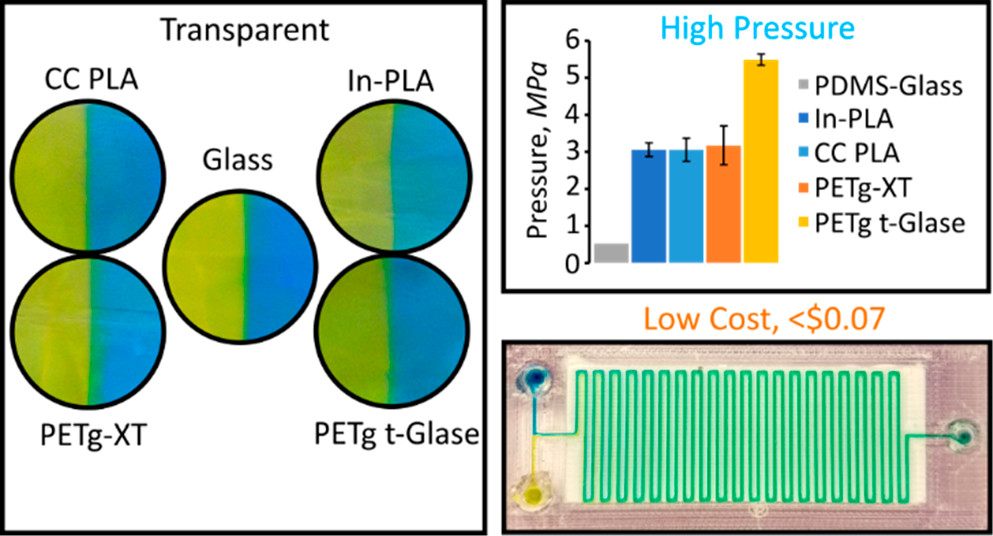 Transparent
CC PLA
In-PLA
Glass
PETg-XT
PETg t-Glase
High Pressure
Pressure, MPa
6
5
4
3
2
1
0
PDMS-Glass
In-PLA
CC PLA
PETg-XT
PETg t-Glase
Low Cost, <$0.07